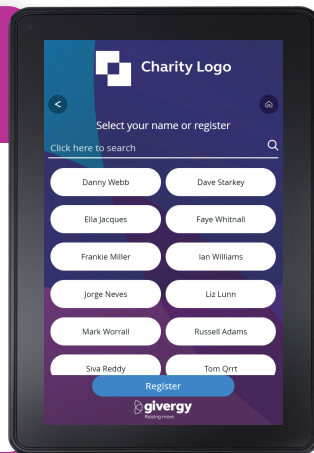 Charity Logo
<
Select your name or register
Click here to search
Danny Webb
Dave Starkey
Ella Jacques
Faye Whitnall
Frankie Miller
Ian Williams
Jorge Neves
Liz Lunn
Mark Worrall
Russell Adams
Siva Reddy
Tom Qrrt
Register
givergy
Raising more